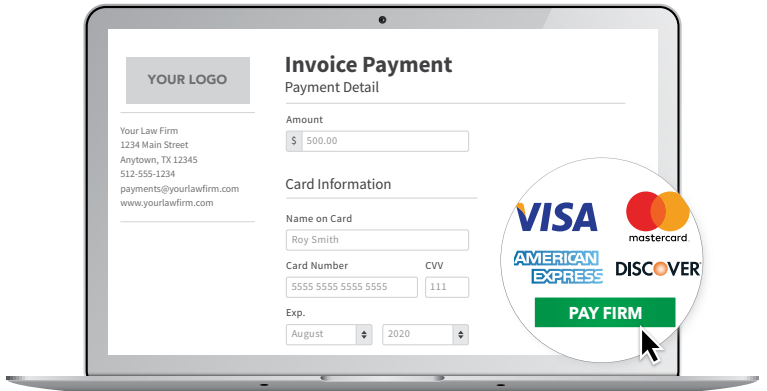 YOUR LOGO
Your Law Firm
1234 Main Street
Anytown, TX 12345
512-555-1234
payments@yourlawfirm.com
www.yourlawfirm.com
Invoice Payment
Payment Detail
Amount
$ 500.00
Card Information
Name on Card
Roy Smith
Card Number CVV
5555 5555 5555 5555 111
Exp.
August 2020
VISA
mastercard.
AMERICAN
EXPRESS
DISCOVER
PAY FIRM